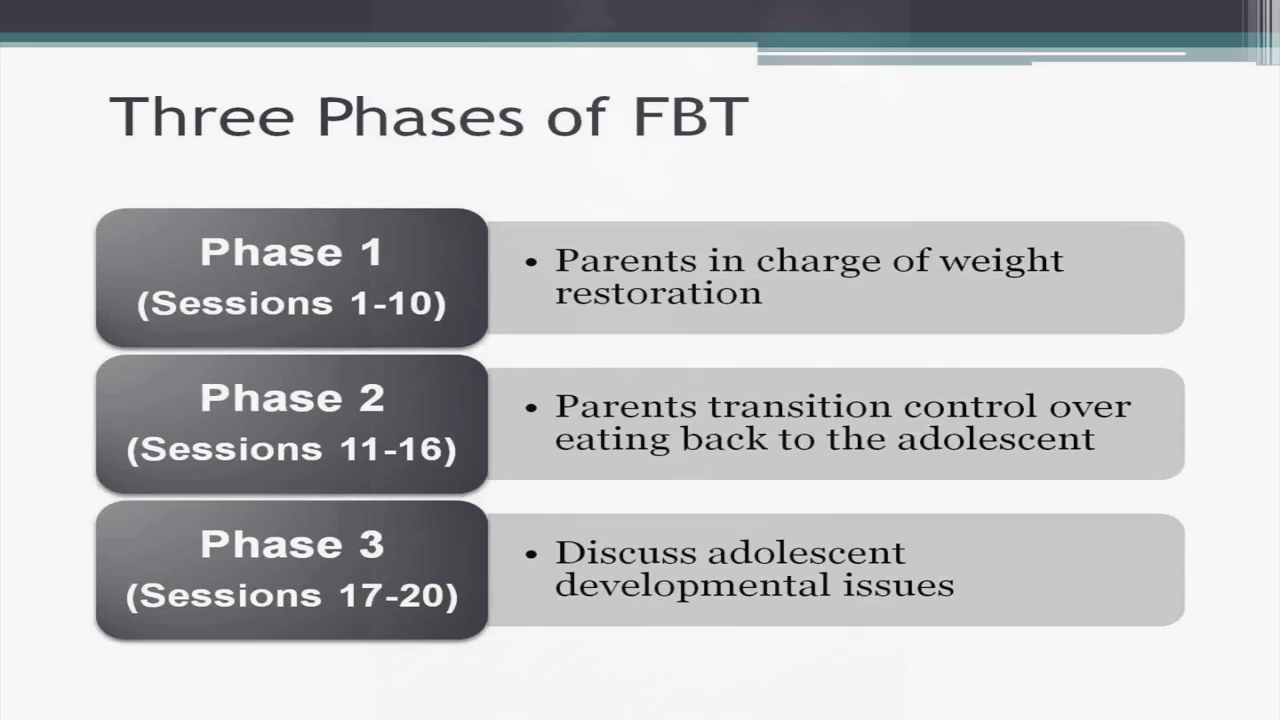 Three Phases of FBT
Phase 1
(Sessions 1-10)
• Parents in charge of weight
restoration
Phase 2
(Sessions 11-16)
• Parents transition control over
eating back to the adolescent
Phase 3
(Sessions 17-20)
• Discuss adolescent
developmental issues